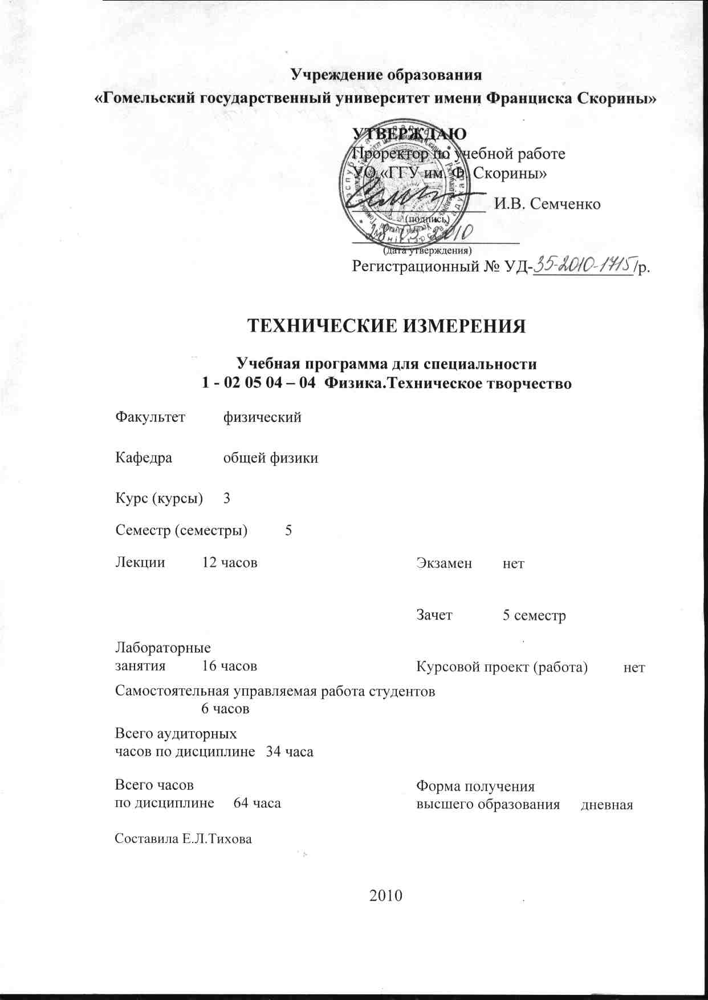 Учреждение образования
«Гомельский государственный университет имени Франциска Скорины»
УТВЕРЖДАЮ
Проректор по учебной работе
УО «ГГУ им. Ф. Скорины»
И.В. Семченко
(подпись)
2010
(дата утверждения)
Регистрационный № УД-35-2010-1715/р.
ТЕХНИЧЕСКИЕ ИЗМЕРЕНИЯ
Учебная программа для специальности
1 - 02 05 04 – 04 Физика.Техническое творчество
Факультет физический
Кафедра общей физики
Курс (курсы) 3
Семестр (семестры) 5
Лекции 12 часов Экзамен нет
Зачет 5 семестр
Лабораторные
занятия 16 часов Курсовой проект (работа) нет
Самостоятельная управляемая работа студентов
6 часов
Всего аудиторных
часов по дисциплине 34 часа
Всего часов Форма получения
по дисциплине 64 часа высшего образования дневная
Составила Е.Л.Тихова
2010